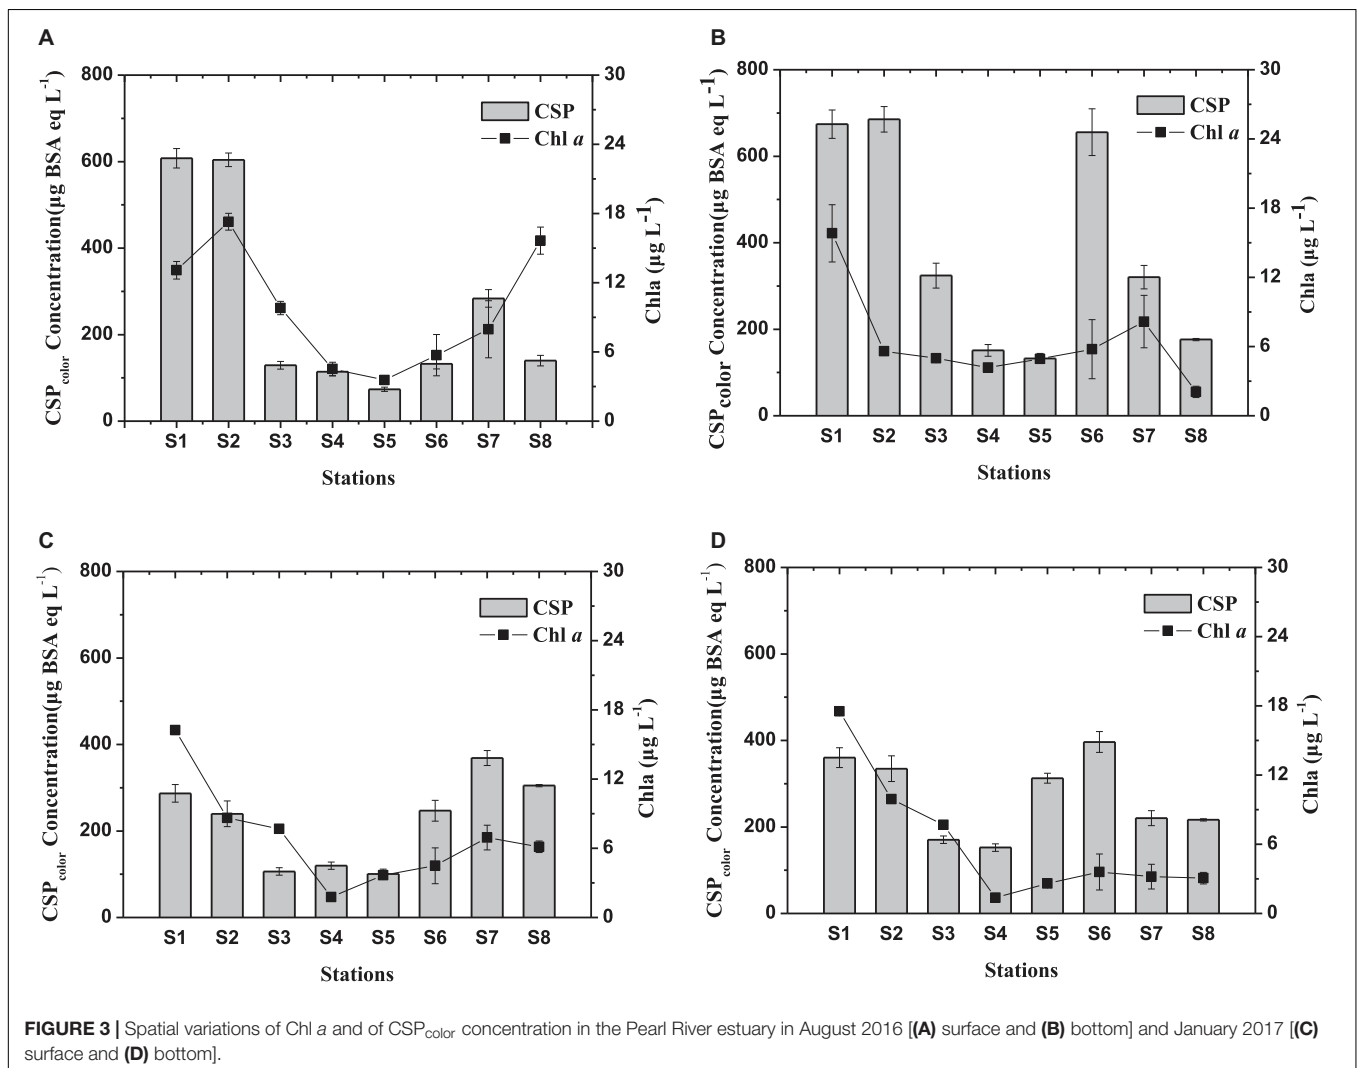 A
CSPcolor Concentration(µg BSA eq L-1)
800
600
400
200
0
CSP
Chl a
30
24
18
12
6
0
Chla (µg L-1)
S1 S2 S3 S4 S5 S6 S7 S8
Stations
B
CSPcolor Concentration(µg BSA eq L-1)
800
600
400
200
0
CSP
Chl a
30
24
18
12
6
0
Chla (µg L-1)
S1 S2 S3 S4 S5 S6 S7 S8
Stations
C
CSPcolor Concentration(µg BSA eq L-1)
800
600
400
200
0
CSP
Chl a
30
24
18
12
6
0
Chla (µg L-1)
S1 S2 S3 S4 S5 S6 S7 S8
Stations
D
CSPcolor Concentration(µg BSA eq L-1)
800
600
400
200
0
CSP
Chl a
30
24
18
12
6
0
Chla (µg L-1)
S1 S2 S3 S4 S5 S6 S7 S8
Stations
FIGURE 3 | Spatial variations of Chl a and of CSPcolor concentration in the Pearl River estuary in August 2016 [(A) surface and (B) bottom] and January 2017 [(C)
surface and (D) bottom].